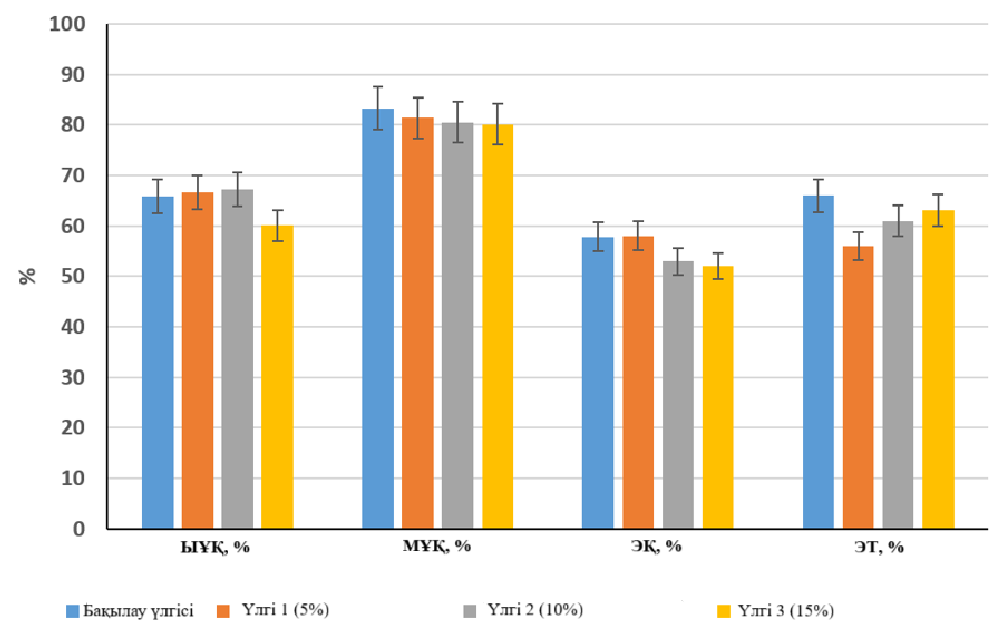 100
90
80
70
60
50
40
30
20
10
0
%
ЫҰҚ, %
МҰҚ, %
ЭҚ, %
ЭТ, %
Бақылау үлгісі
Үлгі 1 (5%)
Үлгі 2 (10%)
Үлгі 3 (15%)